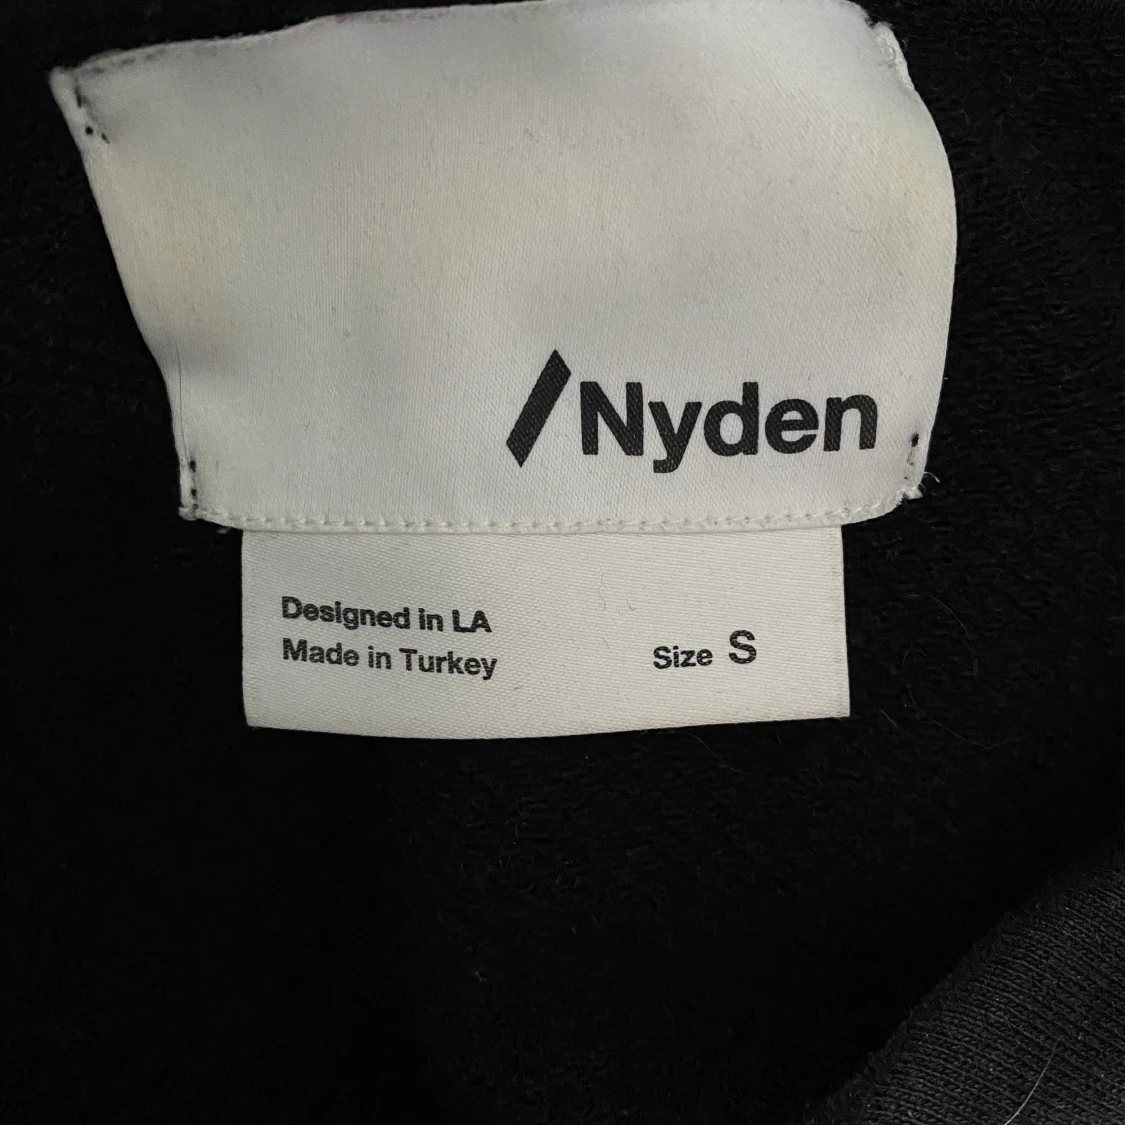 /Nyden
Designed in LA
Made in Turkey
Size S